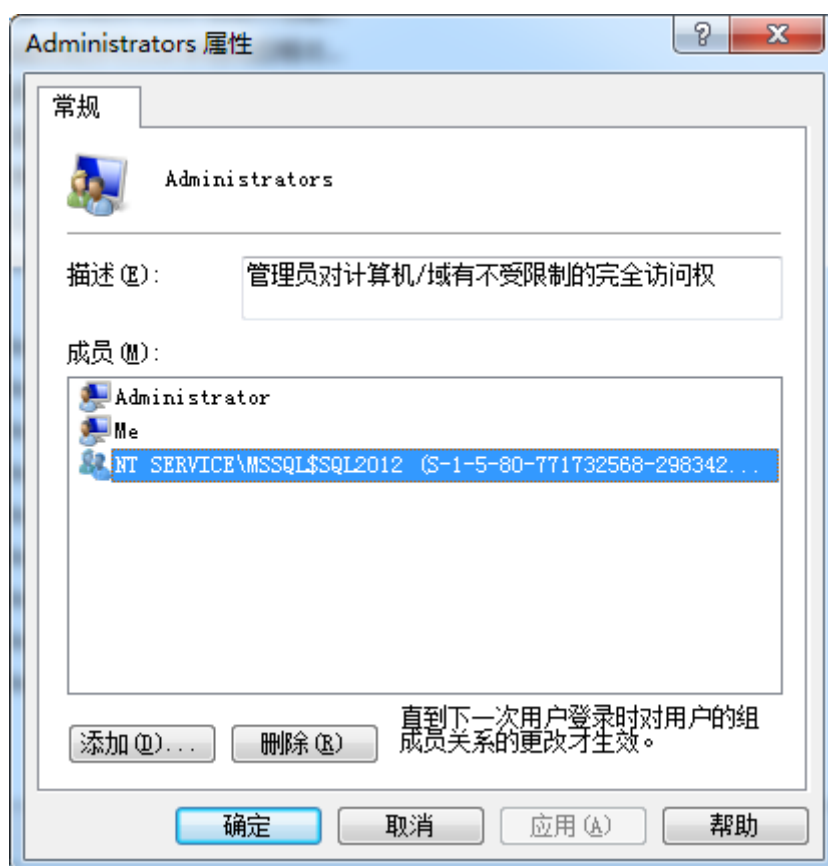 Administrators 属性
常规
Administrators
描述(E):
管理员对计算机/域有不受限制的完全访问权
成员(M):
Administrator
Me
NT SERVICE\MSSQL$SQL2012 (S-1-5-80-771732568-298342...
添加(D)...
删除(R)
直到下一次用户登录时对用户的组
成员关系的更改才生效。
确定
取消
应用(A)
帮助